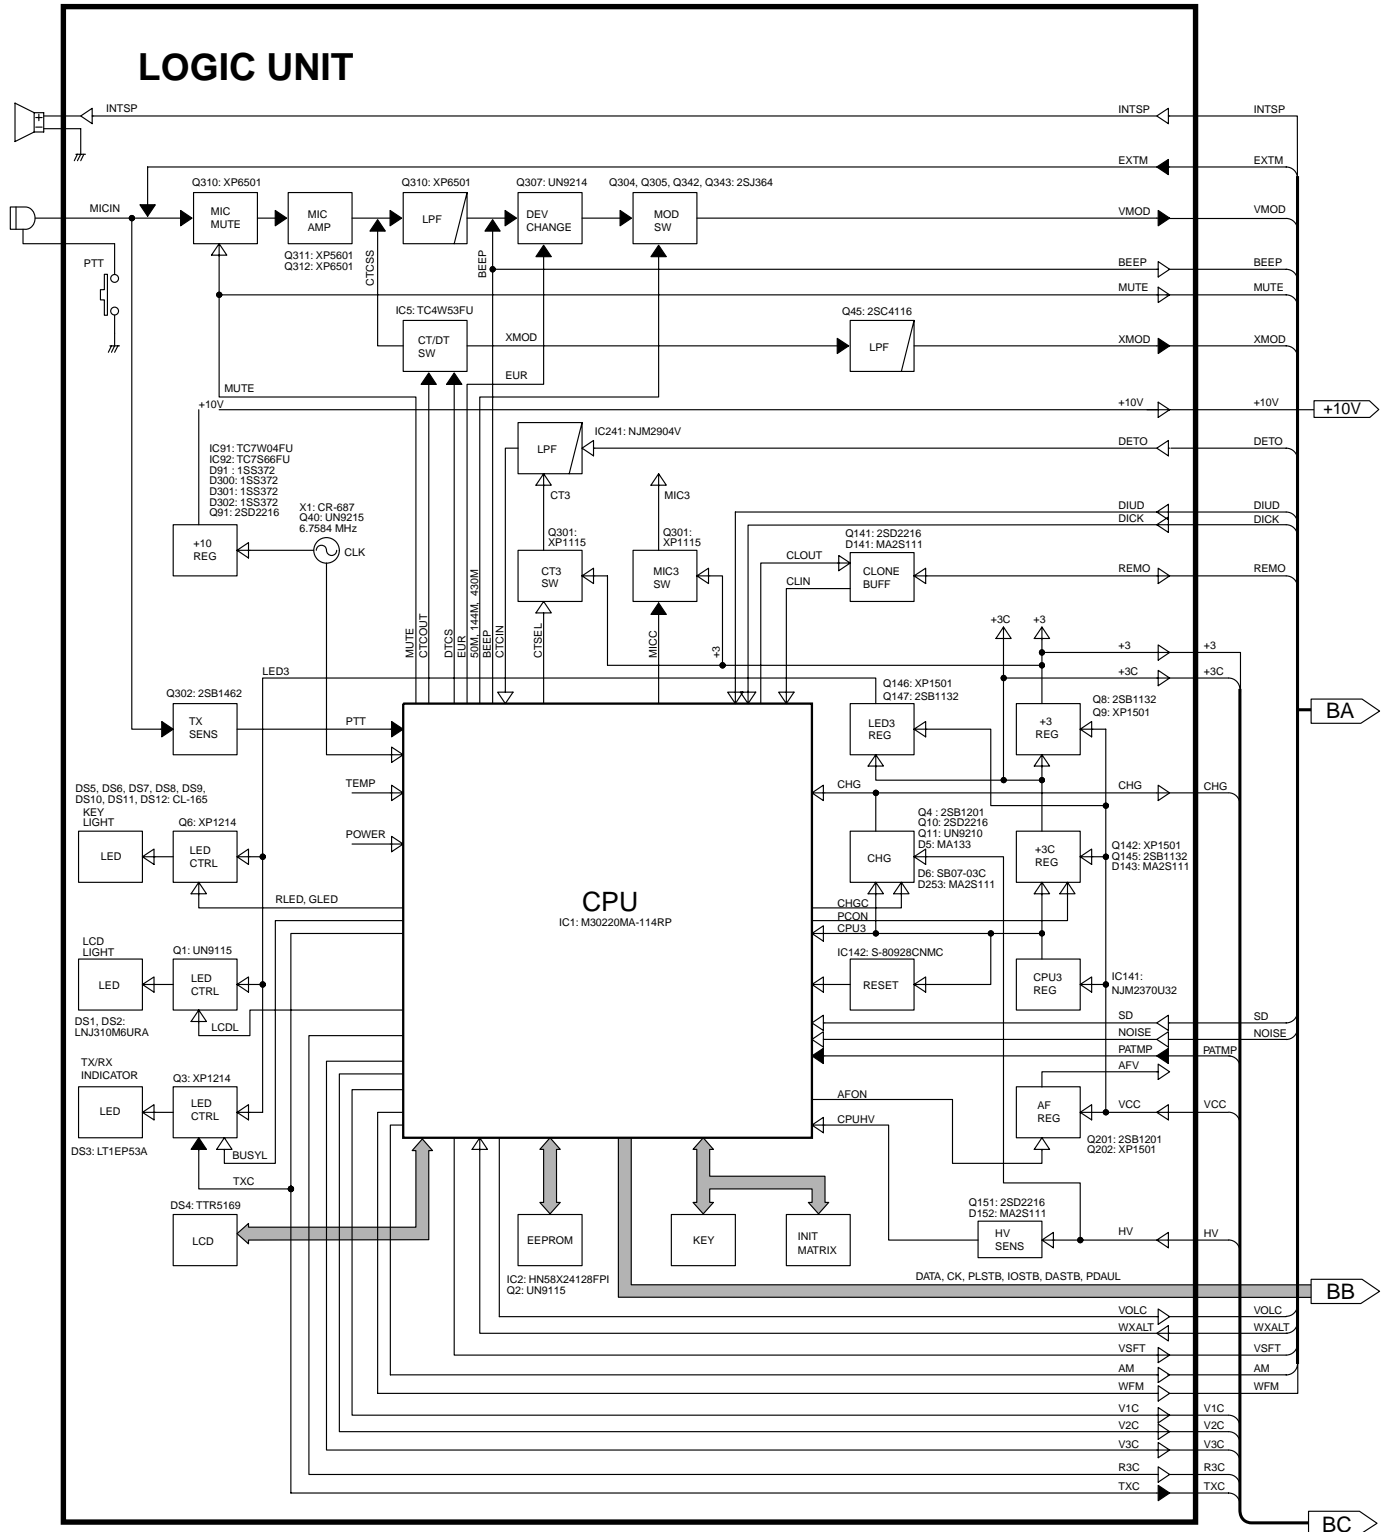 LOGIC UNIT
INTSP
INTSP
INTSP
EXTM
EXTM
Q310: XP6501
Q310: XP6501
Q307: UN9214
Q304, Q305, Q342, Q343: 2SJ364
MICIN
MIC
MUTE
MIC
AMP
LPF
DEV
CHANGE
MOD
SW
VMOD
VMOD
Q311: XP5601
Q312: XP6501
PTT
CTCSS
BEEP
BEEP
BEEP
MUTE
MUTE
IC5: TC4W53FU
Q45: 2SC4116
CT/DT
SW
XMOD
LPF
XMOD
XMOD
EUR
MUTE
+10V
+10V
+10V
+10V
IC91: TC7W04FU
IC92: TC7S66FU
D91 : 1SS372
D300: 1SS372
D301: 1SS372
D302: 1SS372
Q91: 2SD2216
IC241: NJM2904V
LPF
DETO
DETO
CT3
MIC3
X1: CR-687
Q40: UN9215
6.7584 MHz
DIUD
DICK
DIUD
DICK
+10
REG
CLK
Q301:
XP1115
Q301:
XP1115
Q141: 2SD2216
D141: MA2S111
CT3
SW
MIC3
SW
CLOUT
CLIN
CLONE
BUFF
REMO
REMO
MUTE
CTCOUT
DTCS
EUR
50M, 144M, 430M
BEEP
CTCIN
CTSEL
MICC
+3
+3C
+3
+3
+3
+3C
+3C
LED3
Q302: 2SB1462
Q146: XP1501
Q147: 2SB1132
Q8: 2SB1132
Q9: XP1501
TX
SENS
PTT
LED3
REG
+3
REG
BA
TEMP
CHG
CHG
CHG
DS5, DS6, DS7, DS8, DS9,
DS10, DS11, DS12: CL-165
KEY
LIGHT
Q6: XP1214
POWER
Q4 : 2SB1201
Q10: 2SD2216
Q11: UN9210
D5: MA133
LED
LED
CTRL
CHG
+3C
REG
Q142: XP1501
Q145: 2SB1132
D143: MA2S111
D6: SB07-03C
D253: MA2S111
RLED, GLED
CPU
IC1: M30220MA-114RP
CHGC
PCON
CPU3
LCD
LIGHT
Q1: UN9115
IC142: S-80928CNMC
LED
LED
CTRL
RESET
CPU3
REG
IC141:
NJM2370U32
DS1, DS2:
LNJ310M6URA
LCDL
SD
SD
NOISE
NOISE
PATMP
PATMP
AFV
TX/RX
INDICATOR
Q3: XP1214
LED
LED
CTRL
AFON
AF
REG
VCC
VCC
CPUHV
DS3: LT1EP53A
BUSYL
Q201: 2SB1201
Q202: XP1501
TXC
DS4: TTR5169
Q151: 2SD2216
D152: MA2S111
LCD
EEPROM
KEY
INIT
MATRIX
HV
SENS
HV
HV
IC2: HN58X24128FPI
Q2: UN9115
DATA, CK, PLSTB, IOSTB, DASTB, PDAUL
BB
VOLC
VOLC
WXALT
WXALT
VSFT
VSFT
AM
AM
WFM
WFM
V1C
V1C
V2C
V2C
V3C
V3C
R3C
R3C
TXC
TXC
BC